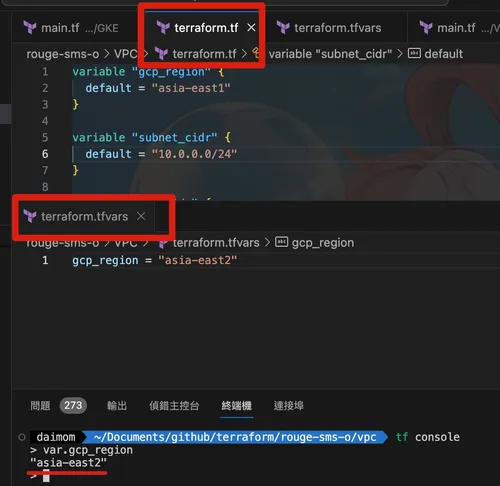 main.tf .../GKE
terraform.tf
terraform.tfvars
main.tf
rouge-sms-o > VPC > terraform.tf > variable "subnet_cidr" > default
1 variable "gcp_region" {
2 default = "asia-east1"
3 }
4
5 variable "subnet_cidr" {
6 default = "10.0.0.0/24"
7 }
8
terraform.tfvars
rouge-sms-o > VPC > terraform.tfvars > gcp_region
1 gcp_region = "asia-east2"
問題 273 輸出 偵錯主控台 終端機 連接埠
daimom ~/Documents/github/terraform/rouge-sms-o/vpc tf console
> var.gcp_region
"asia-east2"
>